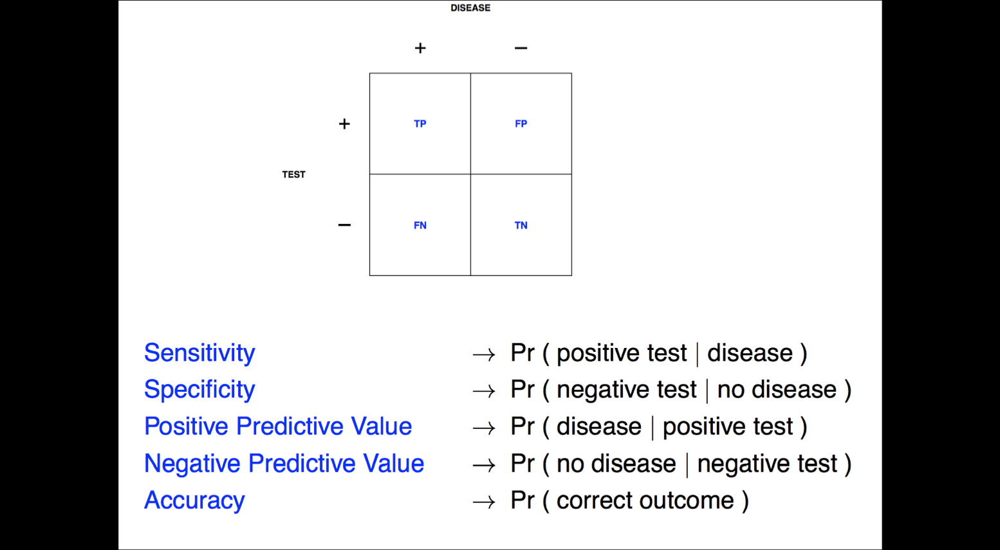 DISEASE
+ −
+ TP FP
TEST
− FN TN
Sensitivity → Pr ( positive test | disease )
Specificity → Pr ( negative test | no disease )
Positive Predictive Value → Pr ( disease | positive test )
Negative Predictive Value → Pr ( no disease | negative test )
Accuracy → Pr ( correct outcome )